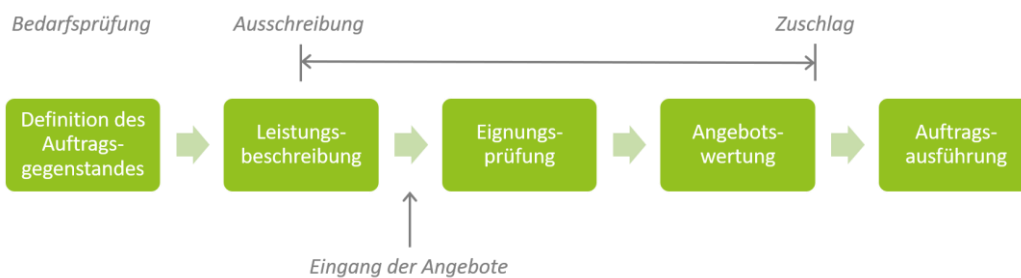 Bedarfsprüfung
Ausschreibung
Zuschlag
Definition des
Auftrags-
gegenstandes
Leistungs-
beschreibung
Eignungs-
prüfung
Angebots-
wertung
Auftrags-
ausführung
Eingang der Angebote